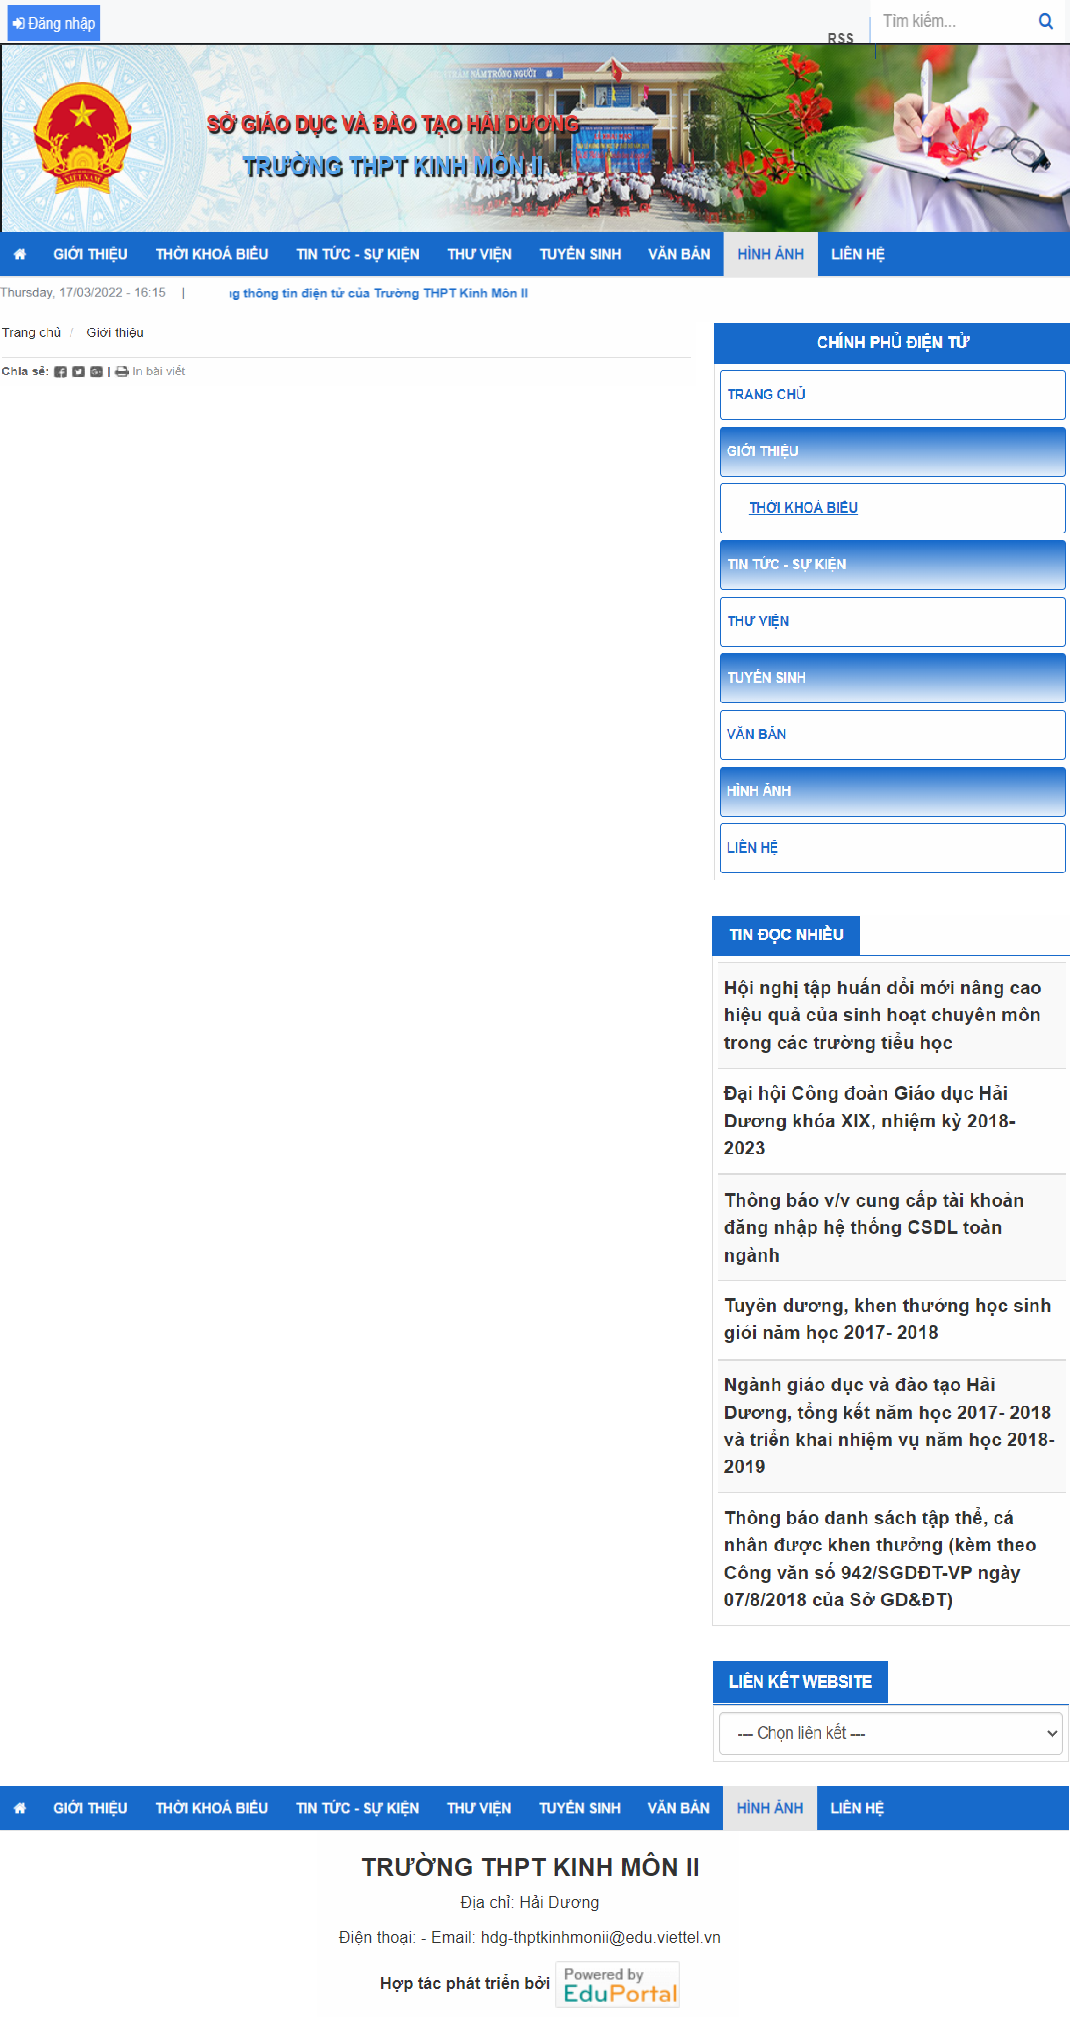 Đăng nhập
RSS
Tìm kiếm...
SỞ GIÁO DỤC VÀ ĐÀO TẠO HẢI DƯƠNG
TRƯỜNG THPT KINH MÔN II
VIỆT NAM
GIỚI THIỆU THỜI KHOÁ BIỂU TIN TỨC - SỰ KIỆN THƯ VIỆN TUYỂN SINH VĂN BẢN HÌNH ẢNH LIÊN HỆ
Thursday, 17/03/2022 - 16:15 | ng thông tin điện tử của Trường THPT Kinh Môn II
Trang chủ / Giới thiệu
Chia sẻ: | In bài viết
CHÍNH PHỦ ĐIỆN TỬ
TRANG CHỦ
GIỚI THIỆU
THỜI KHOÁ BIỂU
TIN TỨC - SỰ KIỆN
THƯ VIỆN
TUYỂN SINH
VĂN BẢN
HÌNH ẢNH
LIÊN HỆ
TIN ĐỌC NHIỀU
Hội nghị tập huấn đổi mới nâng cao
hiệu quả của sinh hoạt chuyên môn
trong các trường tiểu học
Đại hội Công đoàn Giáo dục Hải
Dương khóa XIX, nhiệm kỳ 2018-
2023
Thông báo v/v cung cấp tài khoản
đăng nhập hệ thống CSDL toàn
ngành
Tuyên dương, khen thưởng học sinh
giỏi năm học 2017- 2018
Ngành giáo dục và đào tạo Hải
Dương, tổng kết năm học 2017- 2018
và triển khai nhiệm vụ năm học 2018-
2019
Thông báo danh sách tập thể, cá
nhân được khen thưởng (kèm theo
Công văn số 942/SGDĐT-VP ngày
07/8/2018 của Sở GD&ĐT)
LIÊN KẾT WEBSITE
--- Chọn liên kết ---
GIỚI THIỆU THỜI KHOÁ BIỂU TIN TỨC - SỰ KIỆN THƯ VIỆN TUYỂN SINH VĂN BẢN HÌNH ẢNH LIÊN HỆ
TRƯỜNG THPT KINH MÔN II
Địa chỉ: Hải Dương
Điện thoại: - Email: hdg-thptkinhmonii@edu.viettel.vn
Hợp tác phát triển bởi Powered by
EduPortal